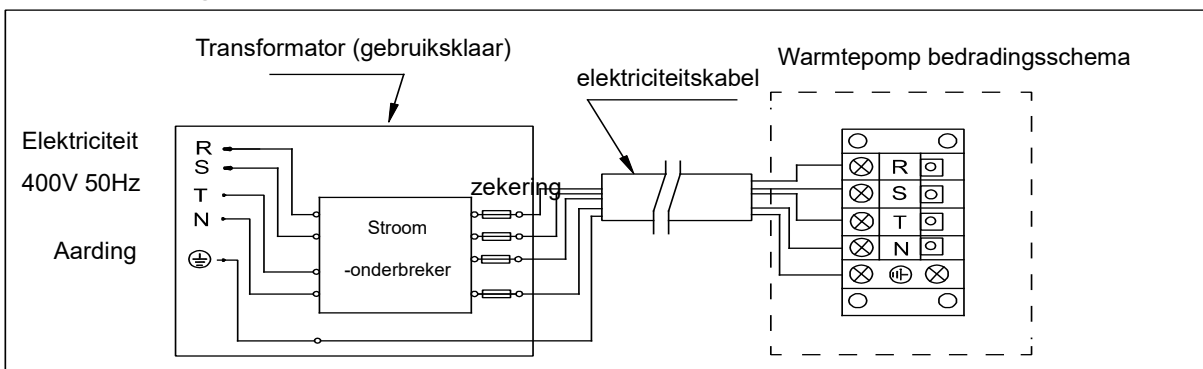 Transformator (gebruiksklaar)
elektriciteitskabel
Warmtepomp bedradingsschema
Elektriciteit
400V 50Hz
Aarding
R
S
T
N
zekering
Stroom
-onderbreker
R
S
T
N